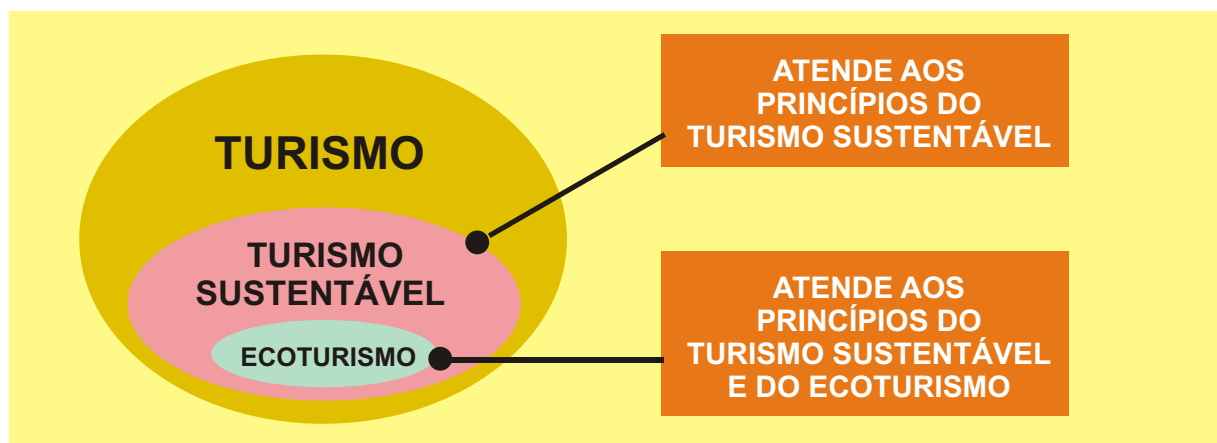 TURISMO
TURISMO
SUSTENTÁVEL
ECOTURISMO
ATENDE AOS
PRINCÍPIOS DO
TURISMO SUSTENTÁVEL
ATENDE AOS
PRINCÍPIOS DO
TURISMO SUSTENTÁVEL
E DO ECOTURISMO